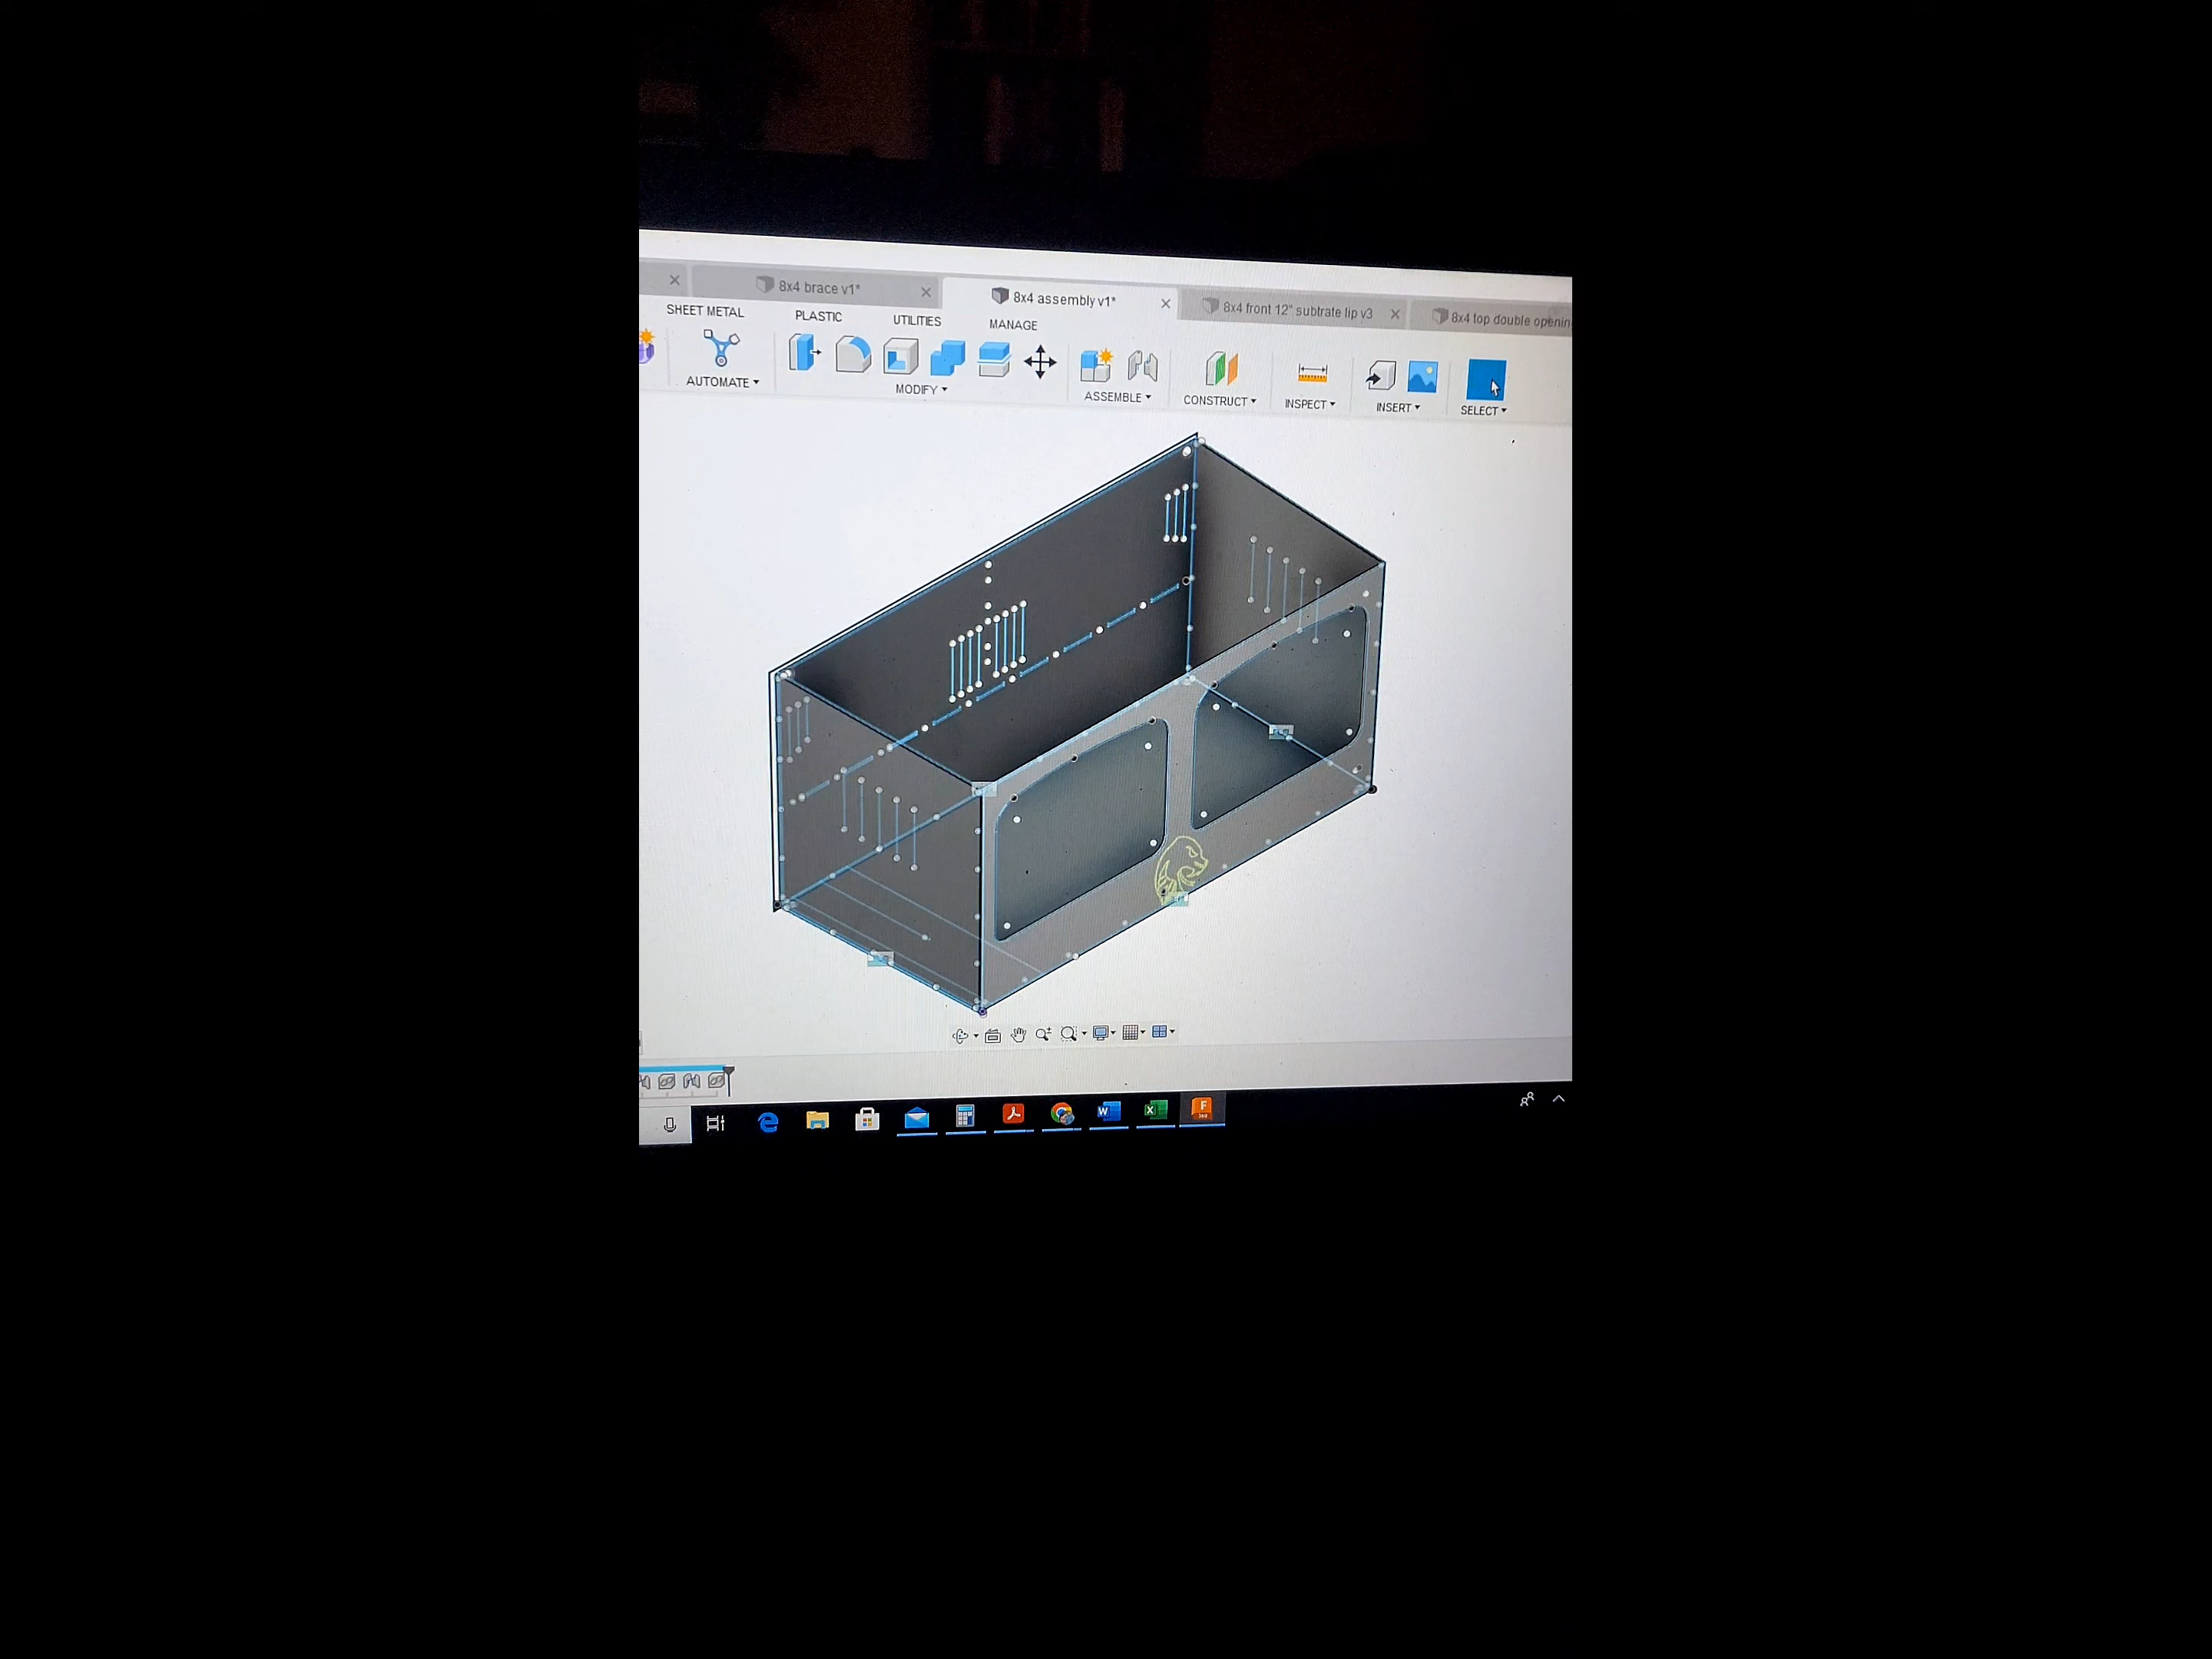 8x4 brace v1*
8x4 assembly v1*
8x4 front 12" subtrate lip v3
8x4 top double openin
SHEET METAL
PLASTIC
UTILITIES
MANAGE
AUTOMATE
MODIFY
ASSEMBLE
CONSTRUCT
INSPECT
INSERT
SELECT
W
X
F
360